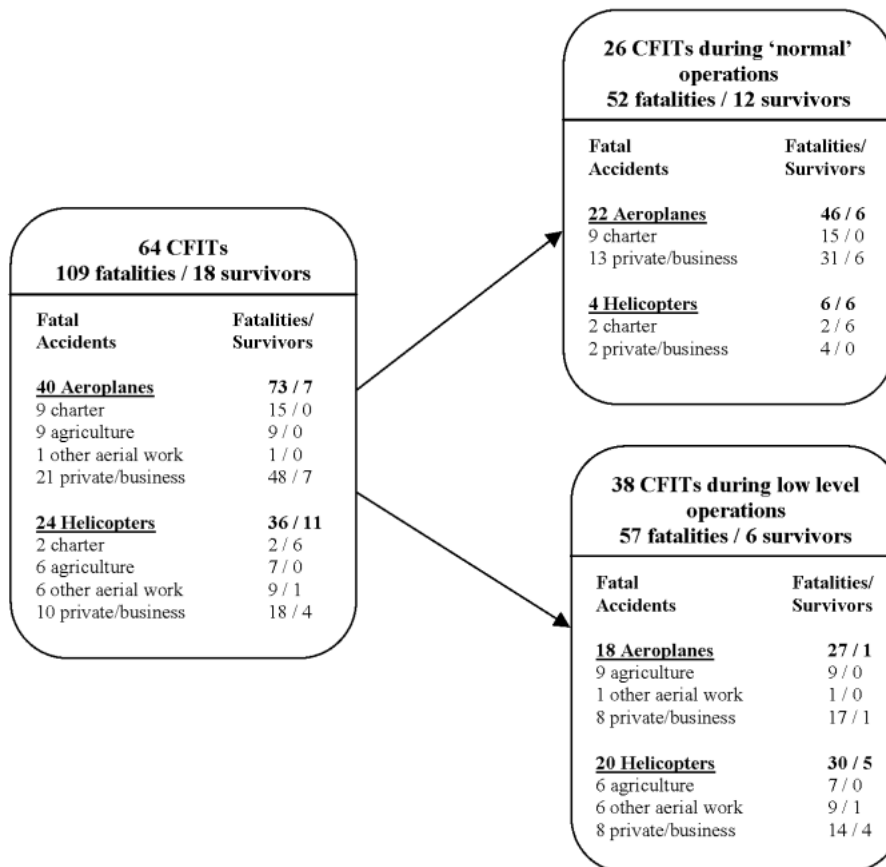 64 CFITs
109 fatalities / 18 survivors
Fatal Fatalities/
Accidents Survivors
40 Aeroplanes 73 / 7
9 charter 15 / 0
9 agriculture 9 / 0
1 other aerial work 1 / 0
21 private/business 48 / 7
24 Helicopters 36 / 11
2 charter 2 / 6
6 agriculture 7 / 0
6 other aerial work 9 / 1
10 private/business 18 / 4
26 CFITs during ‘normal’
operations
52 fatalities / 12 survivors
Fatal Fatalities/
Accidents Survivors
22 Aeroplanes 46 / 6
9 charter 15 / 0
13 private/business 31 / 6
4 Helicopters 6 / 6
2 charter 2 / 6
2 private/business 4 / 0
38 CFITs during low level
operations
57 fatalities / 6 survivors
Fatal Fatalities/
Accidents Survivors
18 Aeroplanes 27 / 1
9 agriculture 9 / 0
1 other aerial work 1 / 0
8 private/business 17 / 1
20 Helicopters 30 / 5
6 agriculture 7 / 0
6 other aerial work 9 / 1
8 private/business 14 / 4